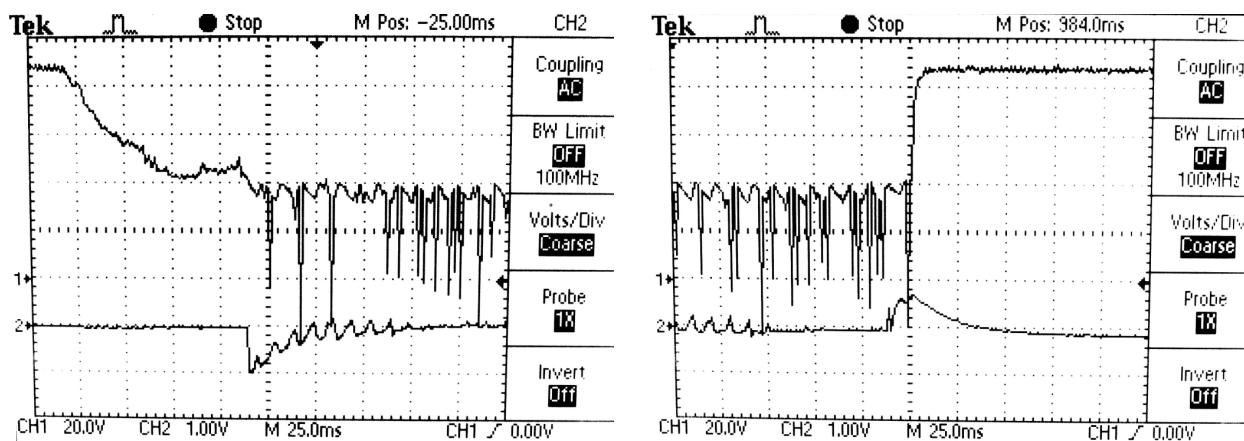 Tek Stop M Pos: -25.00ms CH2
Coupling
AC
BW Limit
OFF
100MHz
Volts/Div
Coarse
1
Probe
1X
2
Invert
Off
CH1 20.0V CH2 1.00V M 25.0ms CH1 0.00V
Tek Stop M Pos: 984.0ms CH2
Coupling
AC
BW Limit
OFF
100MHz
Volts/Div
Coarse
1
Probe
1X
2
Invert
Off
CH1 20.0V CH2 1.00V M 25.0ms CH1 0.00V